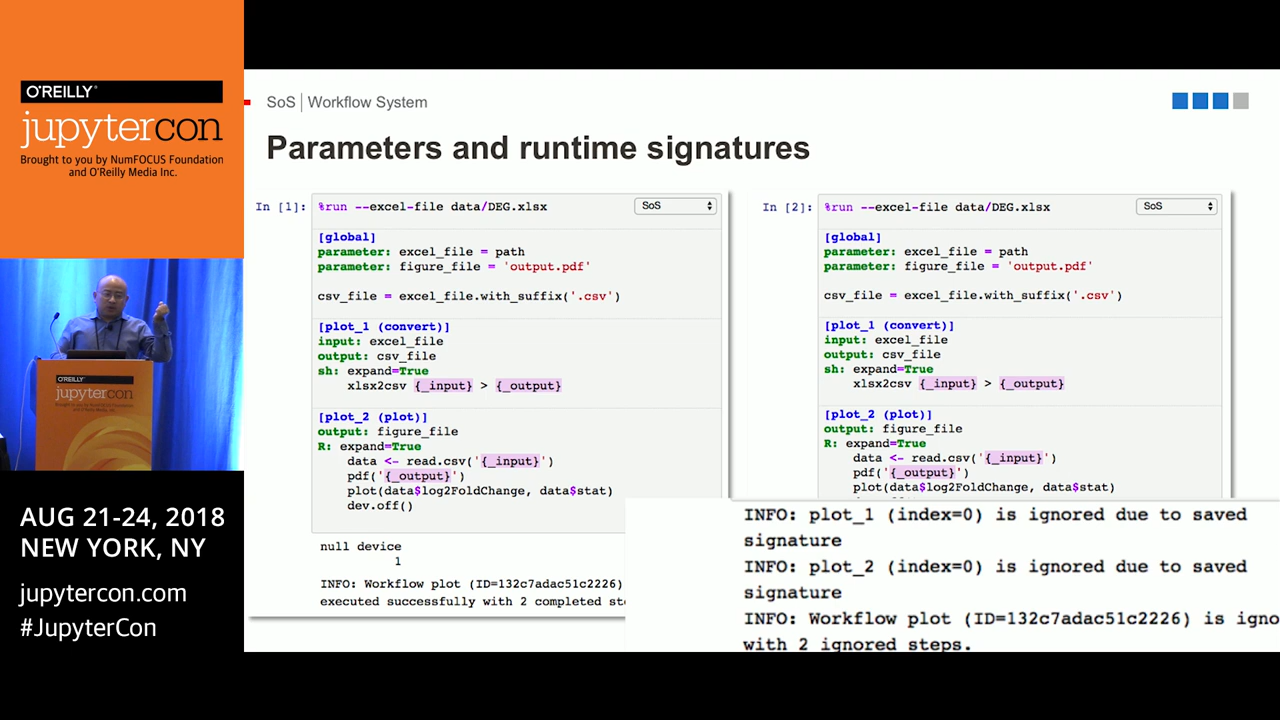 O'REILLY®
jupytercon
Brought to you by NumFOCUS Foundation
and O'Reilly Media Inc.
O'REILLY
jupytercon
AUG 21-24, 2018
NEW YORK, NY
jupytercon.com
#JupyterCon
SoS | Workflow System
Parameters and runtime signatures
In [1]:
%run --excel-file data/DEG.xlsx
SoS
[global]
parameter: excel_file = path
parameter: figure_file = 'output.pdf'
csv_file = excel_file.with_suffix('.csv')
[plot_1 (convert)]
input: excel_file
output: csv_file
sh: expand=True
xlsx2csv {_input} > {_output}
[plot_2 (plot)]
output: figure_file
R: expand=True
data <- read.csv('{_input}')
pdf('{_output}')
plot(data$log2FoldChange, data$stat)
dev.off()
null device
1
INFO: Workflow plot (ID=132c7adac51c2226)
executed successfully with 2 completed
In [2]:
%run --excel-file data/DEG.xlsx
SoS
[global]
parameter: excel_file = path
parameter: figure_file = 'output.pdf'
csv_file = excel_file.with_suffix('.csv')
[plot_1 (convert)]
input: excel_file
output: csv_file
sh: expand=True
xlsx2csv {_input} > {_output}
[plot_2 (plot)]
output: figure_file
R: expand=True
data <- read.csv('{_input}')
pdf('{_output}')
plot(data$log2FoldChange, data$stat)
INFO: plot_1 (index=0) is ignored due to saved
signature
INFO: plot_2 (index=0) is ignored due to saved
signature
INFO: Workflow plot (ID=132c7adac51c2226) is igno
with 2 ignored steps.